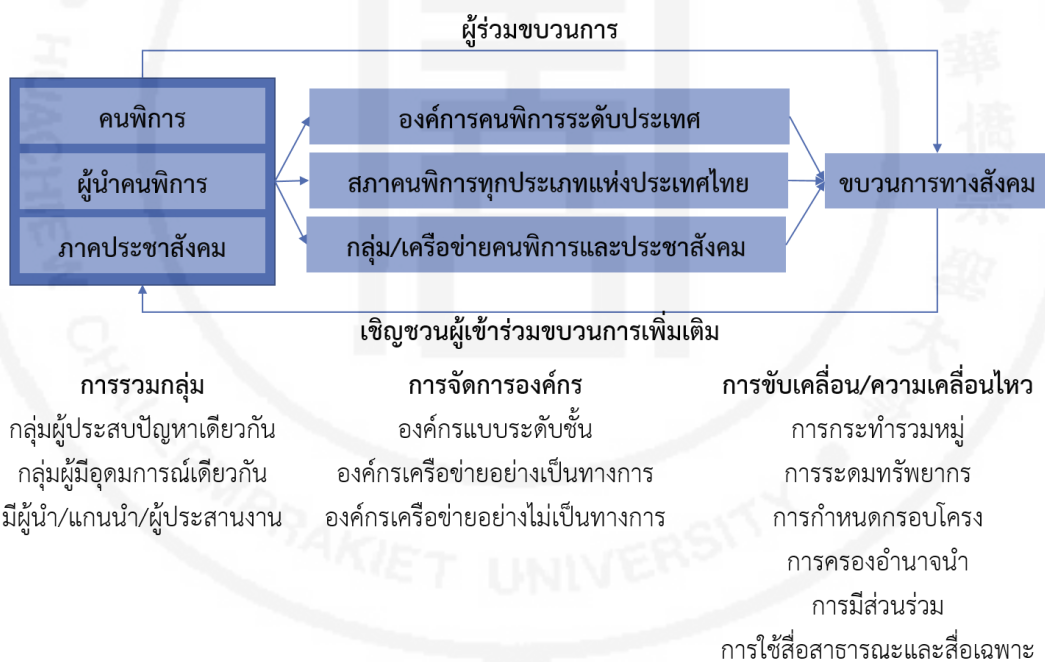 ผู้ร่วมขบวนการ
คนพิการ
ผู้นำคนพิการ
ภาคประชาสังคม
องค์การคนพิการระดับประเทศ
สภาคนพิการทุกประเภทแห่งประเทศไทย
กลุ่ม/เครือข่ายคนพิการและประชาสังคม
ขบวนการทางสังคม
เชิญชวนผู้เข้าร่วมขบวนการเพิ่มเติม
การรวมกลุ่ม
กลุ่มผู้ประสบปัญหาเดียวกัน
กลุ่มผู้มีอุดมการณ์เดียวกัน
มีผู้นำ/แกนนำ/ผู้ประสานงาน
การจัดการองค์กร
องค์กรแบบระดับชั้น
องค์กรเครือข่ายอย่างเป็นทางการ
องค์กรเครือข่ายอย่างไม่เป็นทางการ
การขับเคลื่อน/ความเคลื่อนไหว
การกระทำรวมหมู่
การระดมทรัพยากร
การกำหนดกรอบโครง
การครองอำนาจนำ
การมีส่วนร่วม
การใช้สื่อสาธารณะและสื่อเฉพาะ
UNIVERSITY